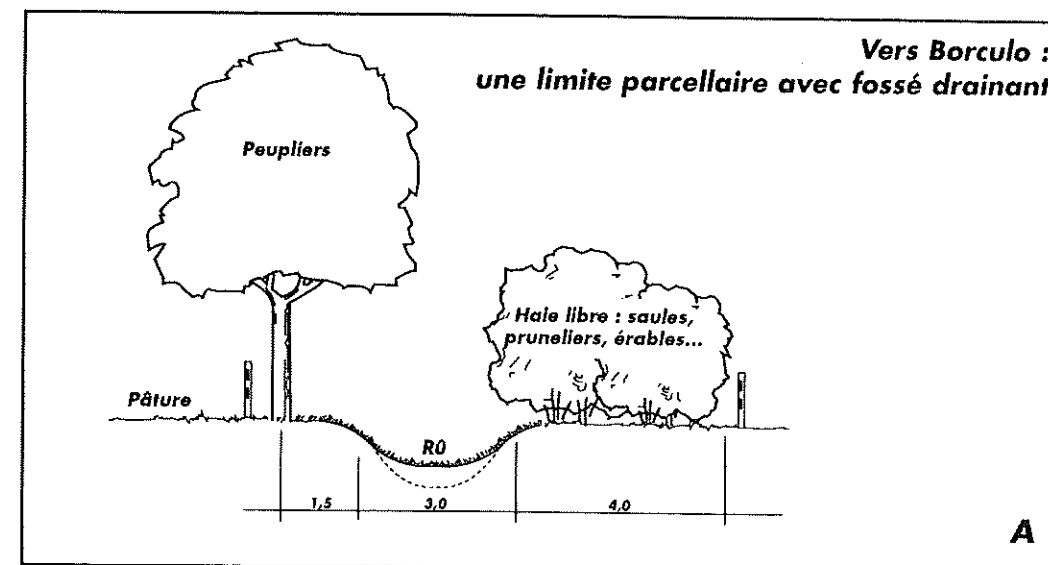 Vers Borculo :
une limite parcellaire avec fossé drainant
Peupliers
Haie libre : saules,
pruneliers, érables...
Pâture
RÛ
1,5
3,0
4,0
A